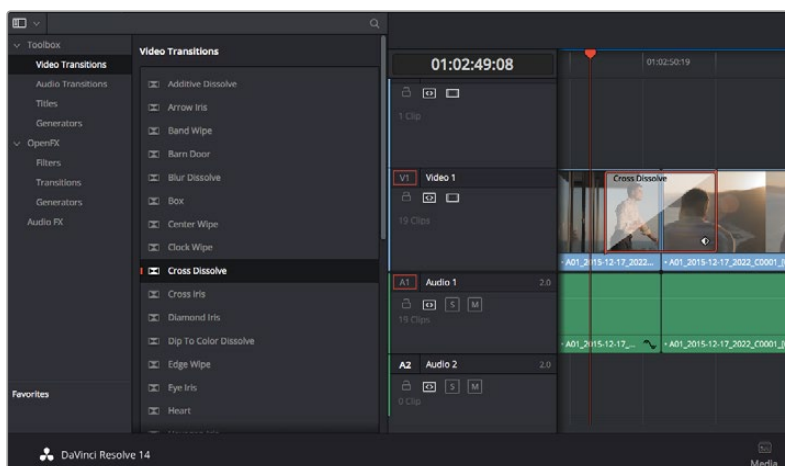 Toolbox
Video Transitions
Audio Transitions
Titles
Generators
OpenFX
Filters
Transitions
Generators
Audio FX
Favorites
Video Transitions
Additive Dissolve
Arrow Iris
Band Wipe
Barn Door
Blur Dissolve
Box
Center Wipe
Clock Wipe
Cross Dissolve
Cross Iris
Diamond Iris
Dip To Color Dissolve
Edge Wipe
Eye Iris
Heart
01:02:49:08
1 Clip
V1 Video 1
19 Clips
A1 Audio 1 2.0
S M
19 Clips
A2 Audio 2 2.0
S M
0 Clip
01:02:50:19
Cross Dissolve
A01_2015-12-17_2022... A01_2015-12-17_2022_C0001_
A01_2015-12-17_... A01_2015-12-17_2022_C0001_
DaVinci Resolve 14
Media